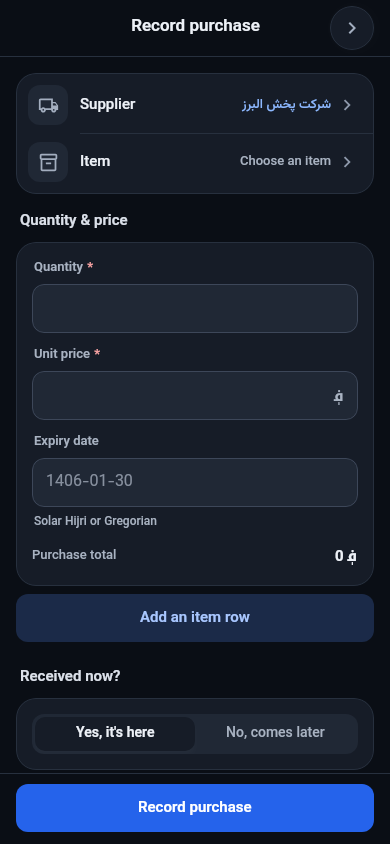 Record purchase
Supplier
شرکت پخش البرز
Item
Choose an item
Quantity & price
Quantity *
Unit price *
؋
Expiry date
1406-01-30
Solar Hijri or Gregorian
Purchase total
0 ؋
Add an item row
Received now?
Yes, it's here
No, comes later
Record purchase